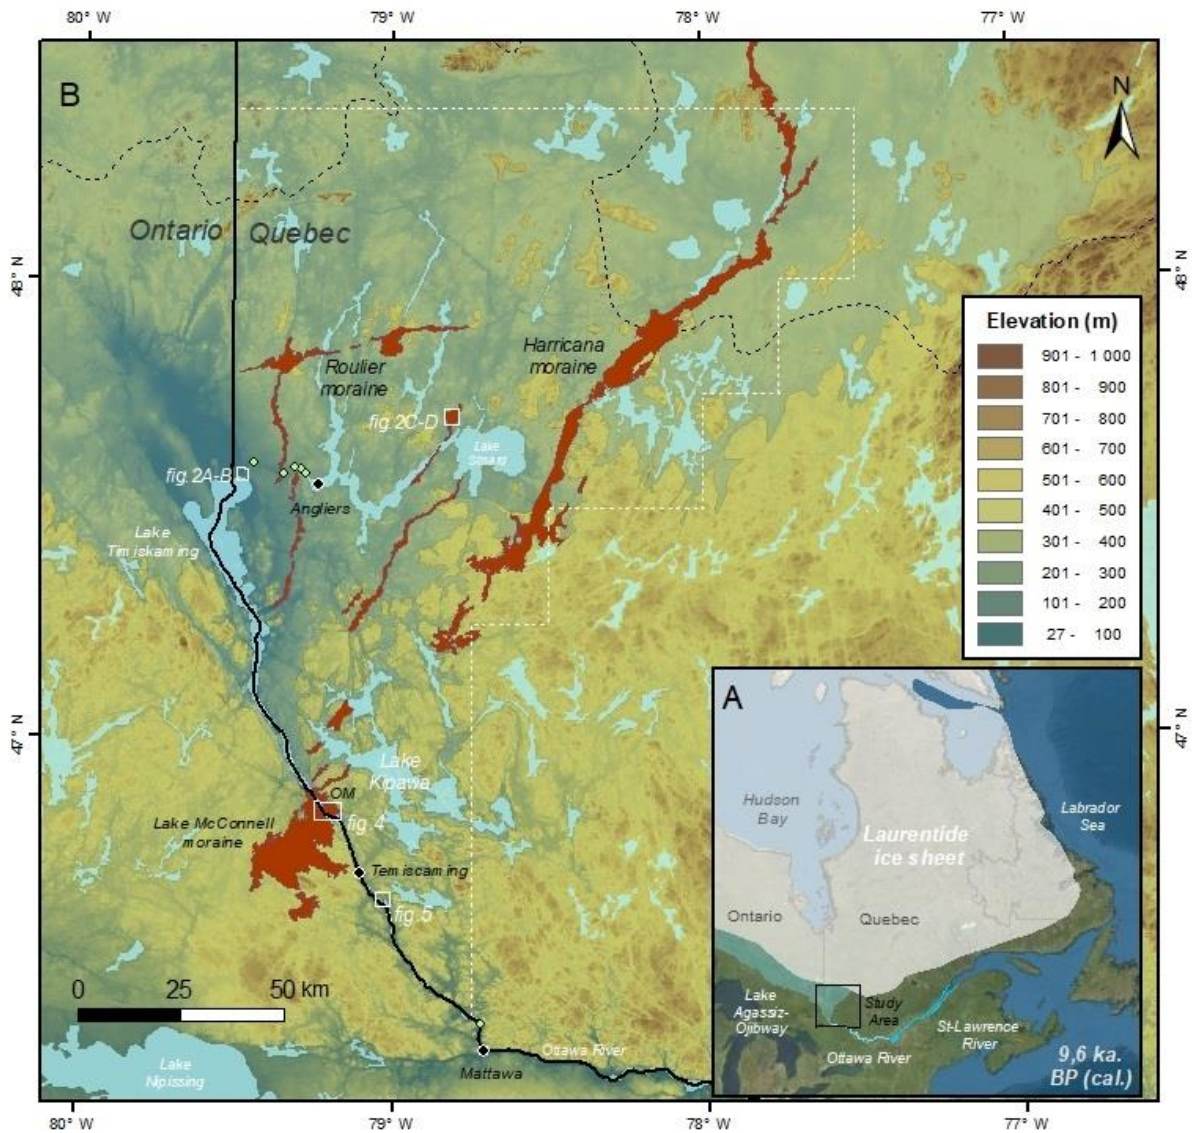 80° W
79° W
78° W
77° W
B
N
Ontario
Quebec
48° N
48° N
Elevation (m)
901 - 1 000
801 - 900
701 - 800
601 - 700
501 - 600
401 - 500
301 - 400
201 - 300
101 - 200
27 - 100
Harricana
moraine
Roulier
moraine
fig.2C-D
Lake
fig.2A-B
Angliers
Lake
Timiskaming
47° N
47° N
Lake
Kipawa
OM
fig.4
Lake McConnell
moraine
Temiscaming
fig.5
0
25
50 km
Lake
Nipissing
Ottawa River
Mattawa
A
Hudson
Bay
Labrador
Sea
Laurentide
ice sheet
Ontario
Quebec
Lake
Agassiz-
Ojibway
Study
Area
St-Lawrence
River
Ottawa River
9,6 ka.
BP (cal.)
80° W
79° W
78° W
77° W